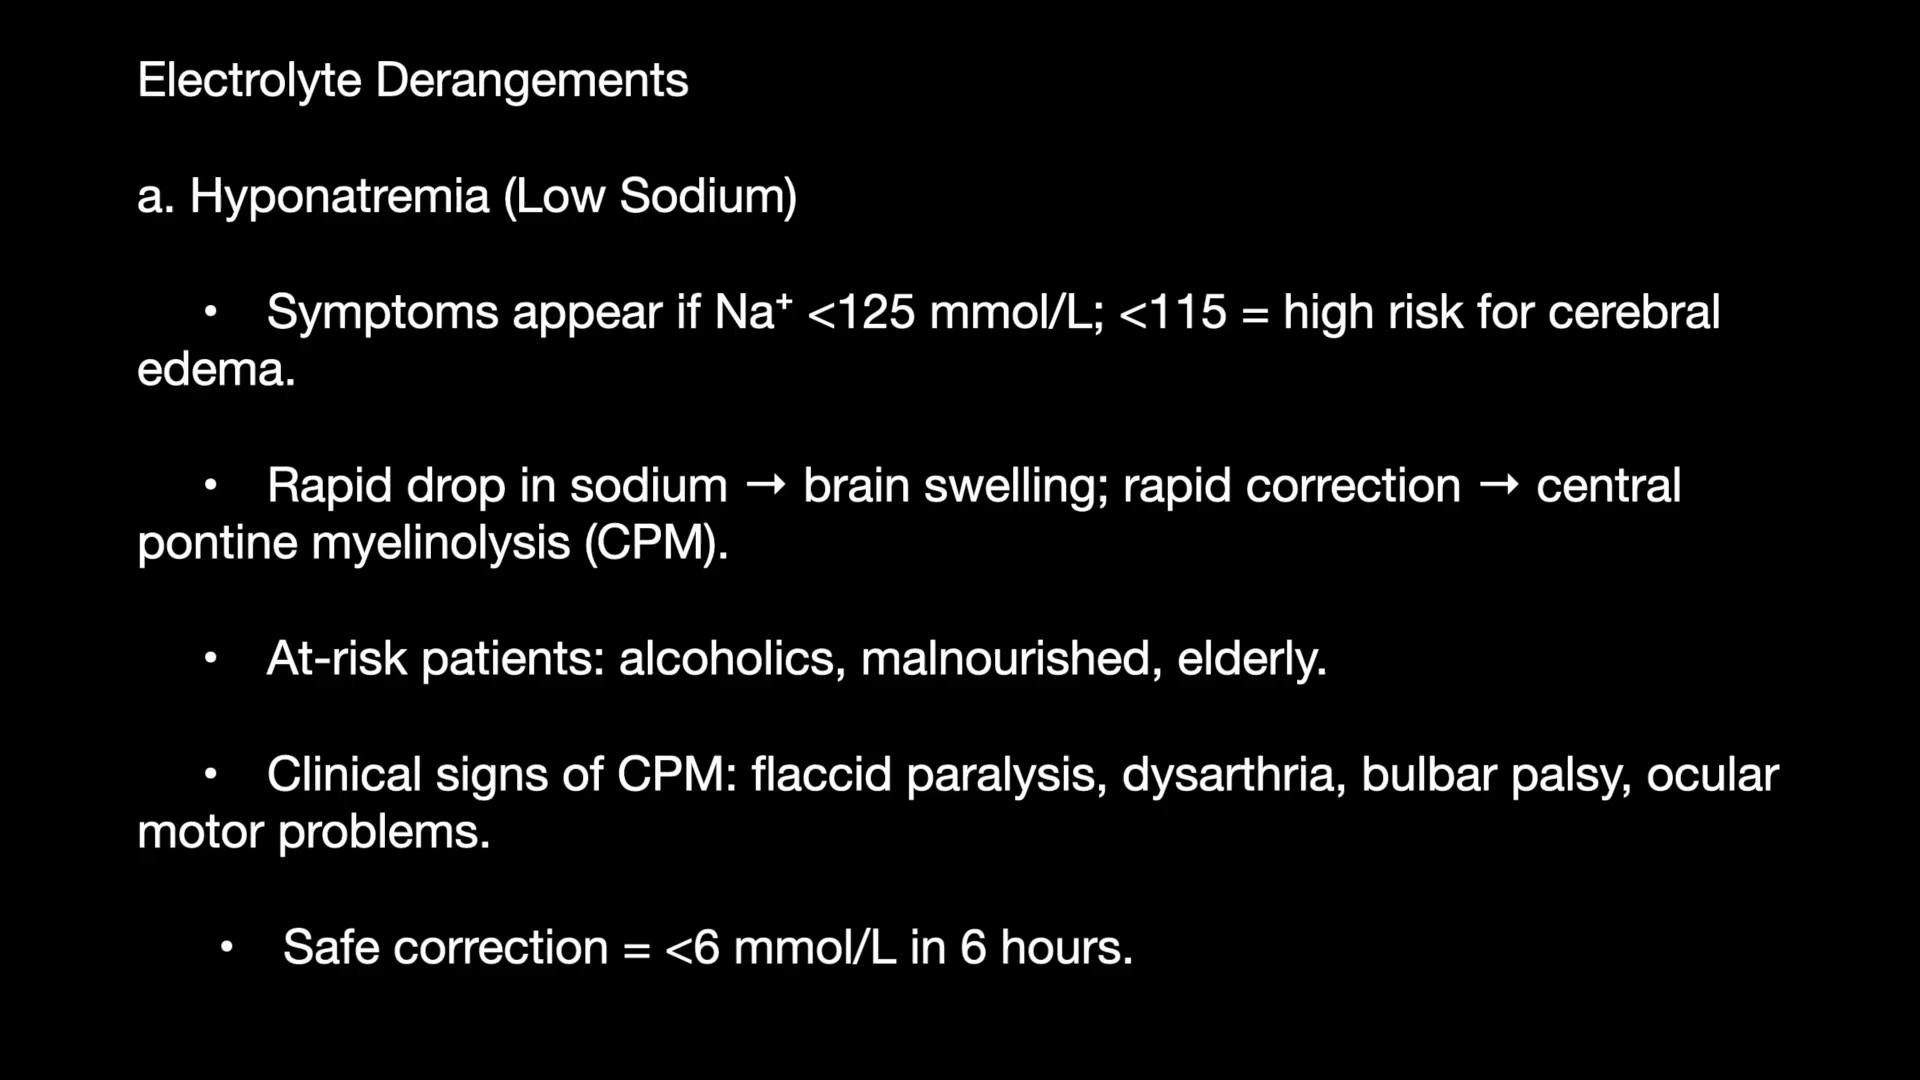 Electrolyte Derangements
a. Hyponatremia (Low Sodium)
• Symptoms appear if Na⁺ <125 mmol/L; <115 = high risk for cerebral
edema.
• Rapid drop in sodium → brain swelling; rapid correction → central
pontine myelinolysis (CPM).
• At-risk patients: alcoholics, malnourished, elderly.
• Clinical signs of CPM: flaccid paralysis, dysarthria, bulbar palsy, ocular
motor problems.
• Safe correction = <6 mmol/L in 6 hours.